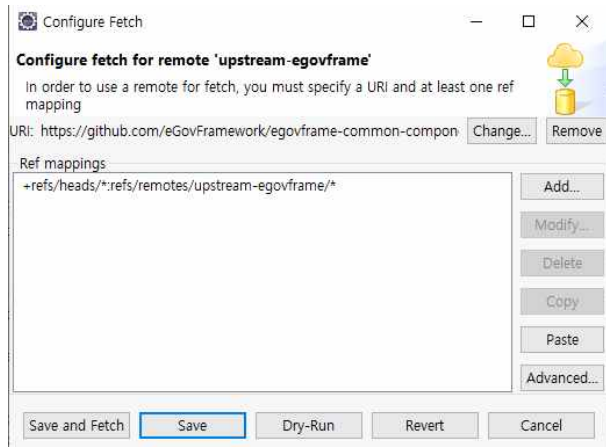 Configure Fetch
Configure fetch for remote 'upstream-egovframe'
In order to use a remote for fetch, you must specify a URI and at least one ref
mapping
URI: https://github.com/eGovFramework/egovframe-common-compon Change... Remove
Ref mappings
+refs/heads/*:refs/remotes/upstream-egovframe/*
Add...
Modify...
Delete
Copy
Paste
Advanced...
Save and Fetch Save Dry-Run Revert Cancel